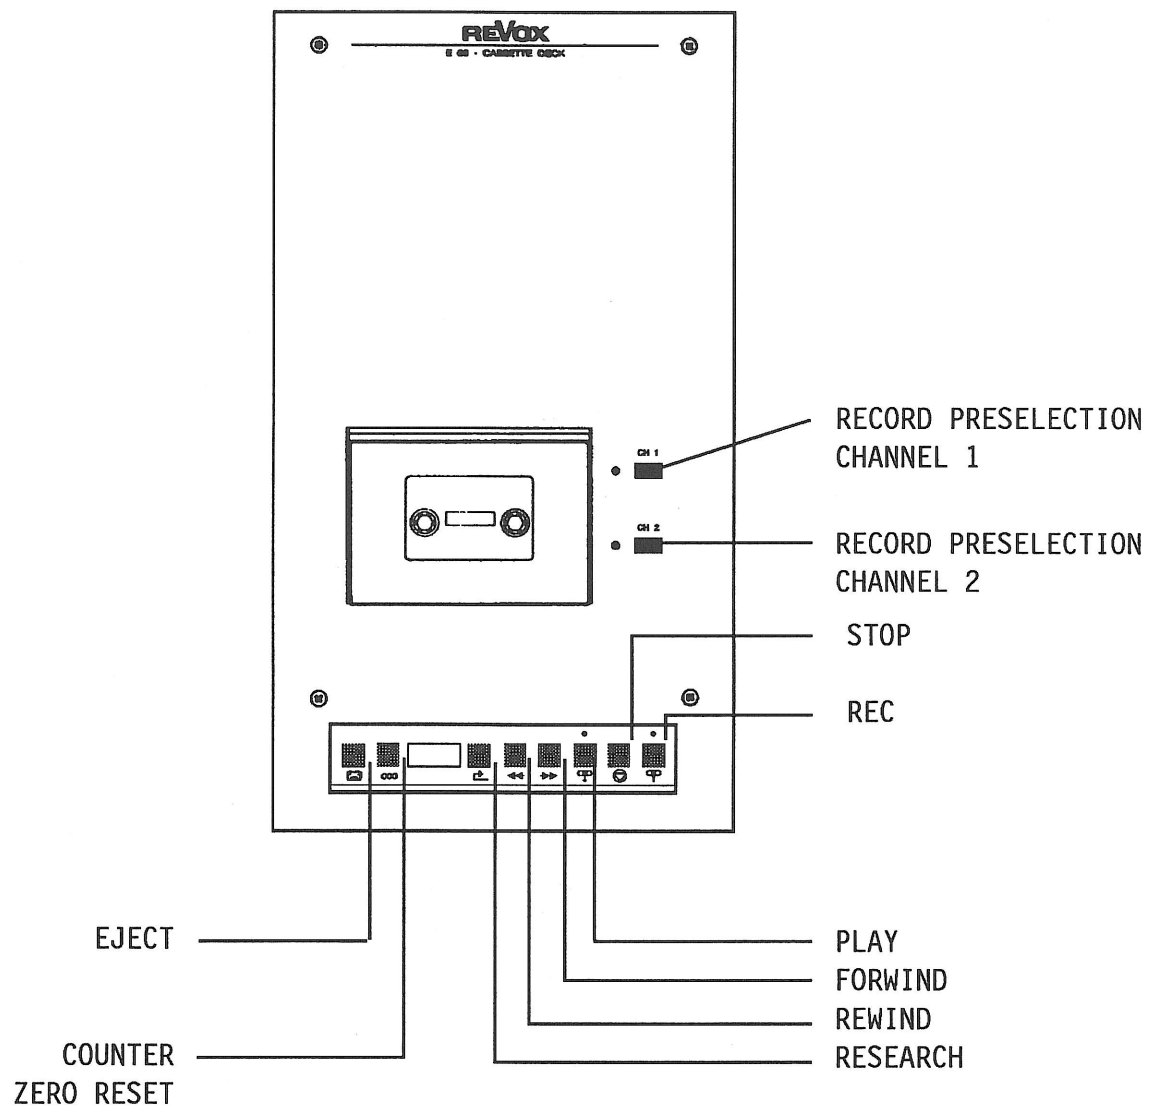 REVOX
CASSETTE DECK
CH 1
RECORD PRESELECTION
CHANNEL 1
CH 2
RECORD PRESELECTION
CHANNEL 2
STOP
REC
EJECT
PLAY
FORWIND
REWIND
COUNTER
ZERO RESET
RESEARCH